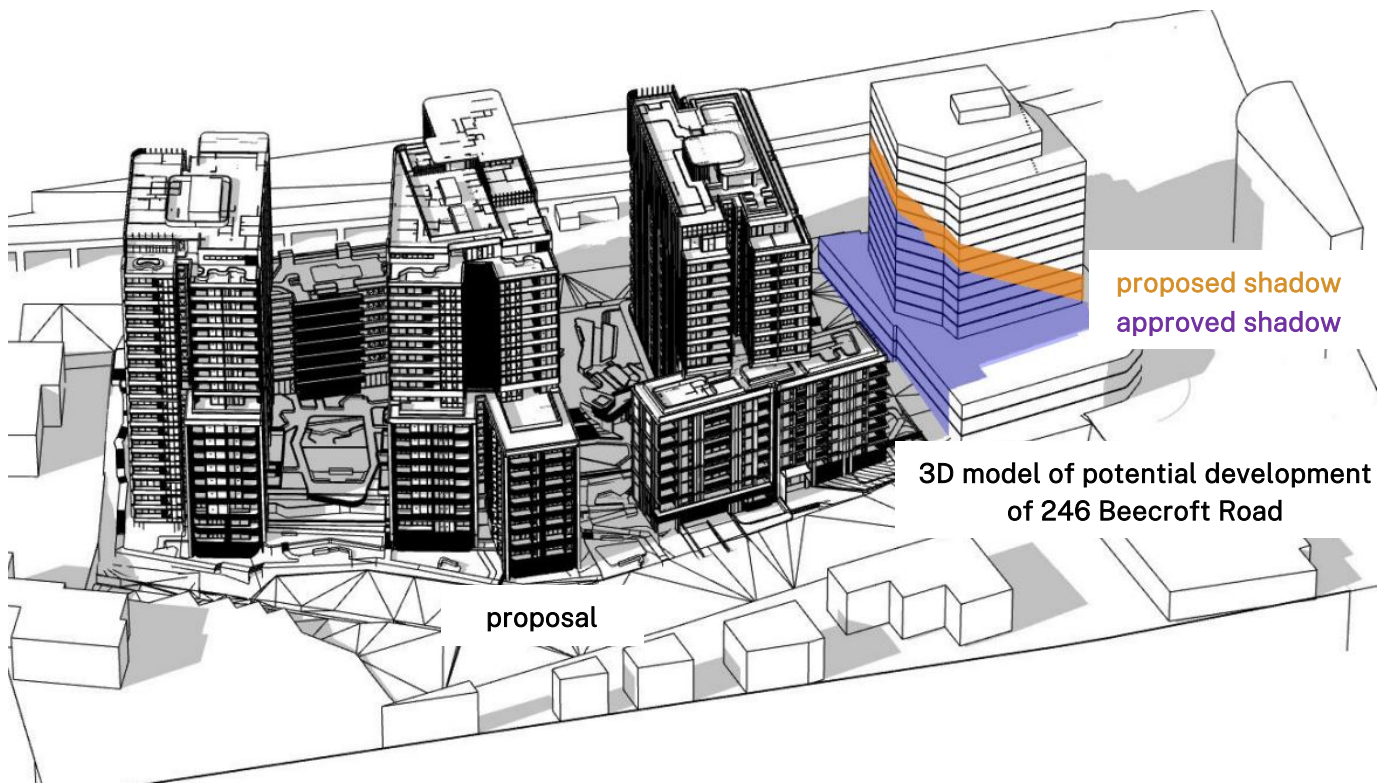 proposed shadow
approved shadow
3D model of potential development
of 246 Beecroft Road
proposal